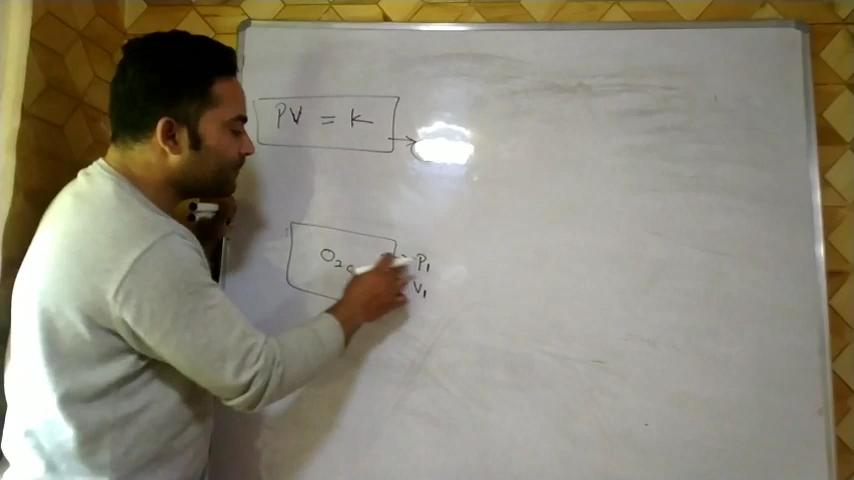 PV = K
O₂ P₁
V₁